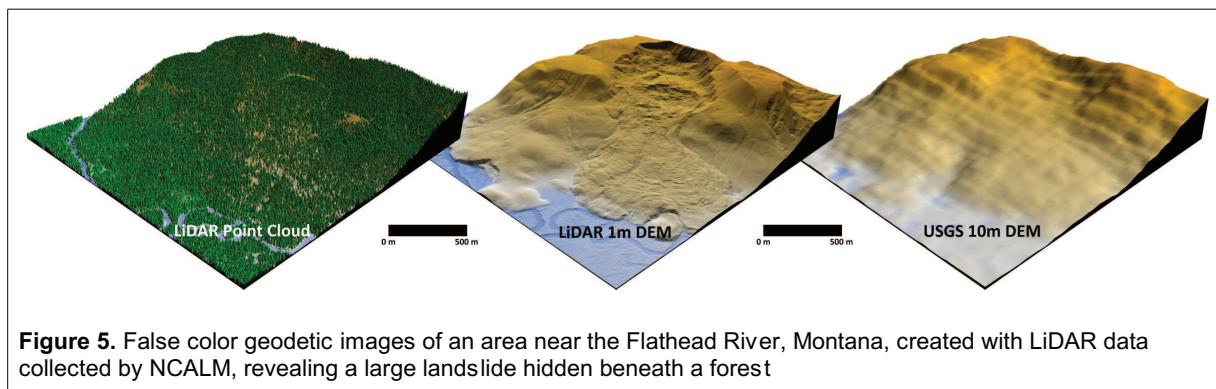 LiDAR Point Cloud
0 m 500 m
LiDAR 1m DEM
0 m 500 m
USGS 10m DEM
Figure 5. False color geodetic images of an area near the Flathead River, Montana, created with LiDAR data
collected by NCALM, revealing a large landslide hidden beneath a forest